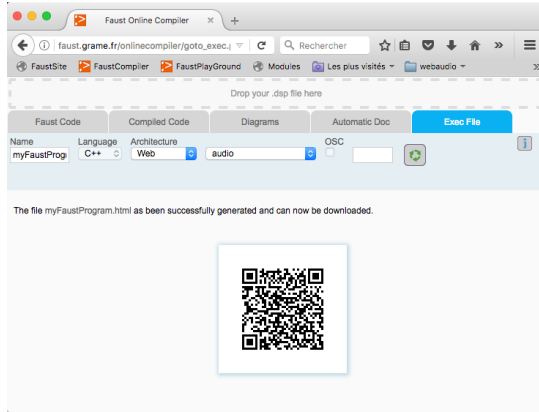 Faust Online Compiler
faust.grame.fr/onlinecompiler/goto_exec.p
Rechercher
FaustSite FaustCompiler FaustPlayGround Modules Les plus visités webaudio
Drop your .dsp file here
Faust Code Compiled Code Diagrams Automatic Doc Exec File
Name Language Architecture OSC
myFaustProgr C++ Web audio
The file myFaustProgram.html as been successfully generated and can now be downloaded.